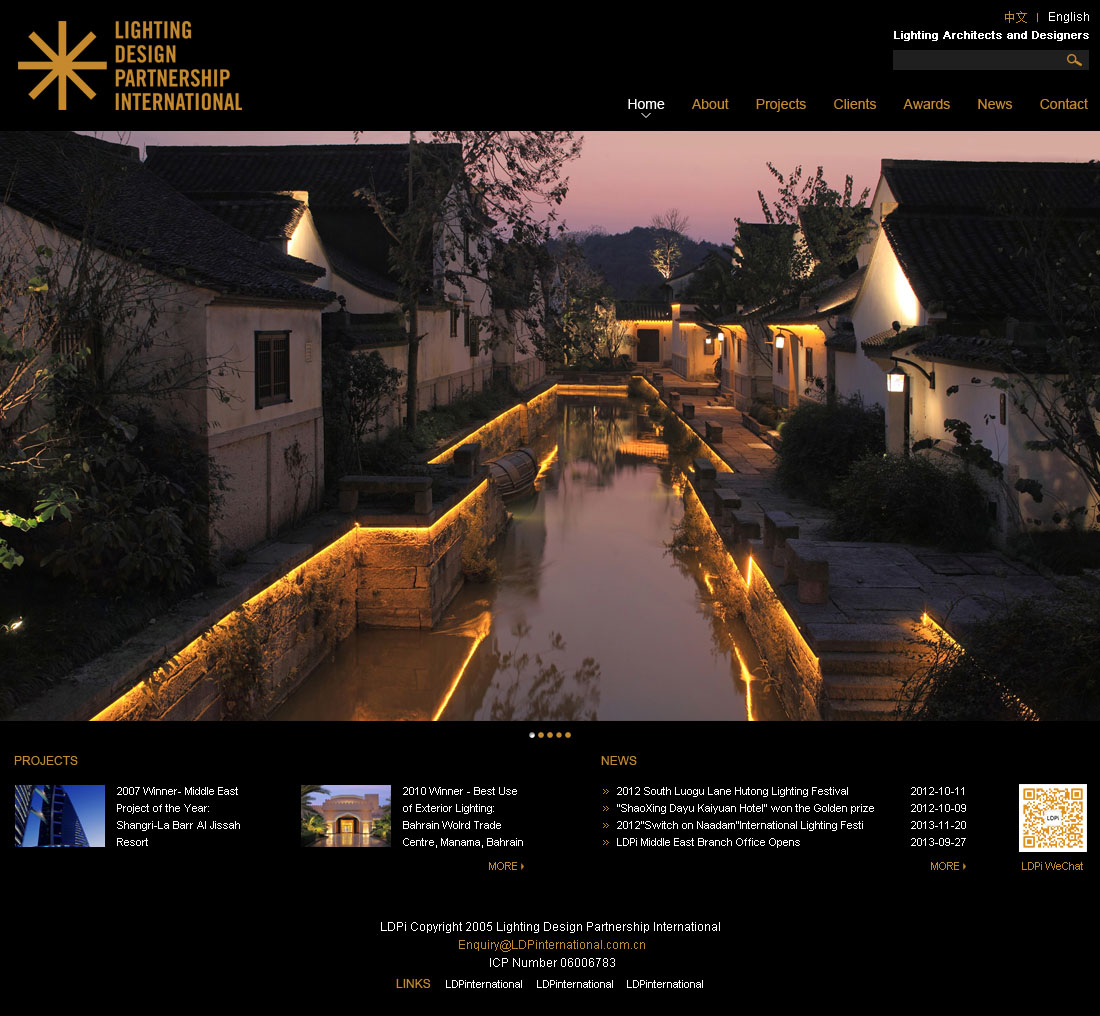 中文 | English
Lighting Architects and Designers
LIGHTING
DESIGN
PARTNERSHIP
INTERNATIONAL
Home About Projects Clients Awards News Contact
PROJECTS
2007 Winner- Middle East
Project of the Year:
Shangri-La Barr Al Jissah
Resort
2010 Winner - Best Use
of Exterior Lighting:
Bahrain Wolrd Trade
Centre, Manama, Bahrain
MORE
NEWS
» 2012 South Luogu Lane Hutong Lighting Festival 2012-10-11
» "ShaoXing Dayu Kaiyuan Hotel" won the Golden prize 2012-10-09
» 2012"Switch on Naadam"International Lighting Festi 2013-11-20
» LDPi Middle East Branch Office Opens 2013-09-27
MORE
LDPi
LDPi WeChat
LDPi Copyright 2005 Lighting Design Partnership International
Enquiry@LDPinternational.com.cn
ICP Number 06006783
LINKS LDPinternational LDPinternational LDPinternational